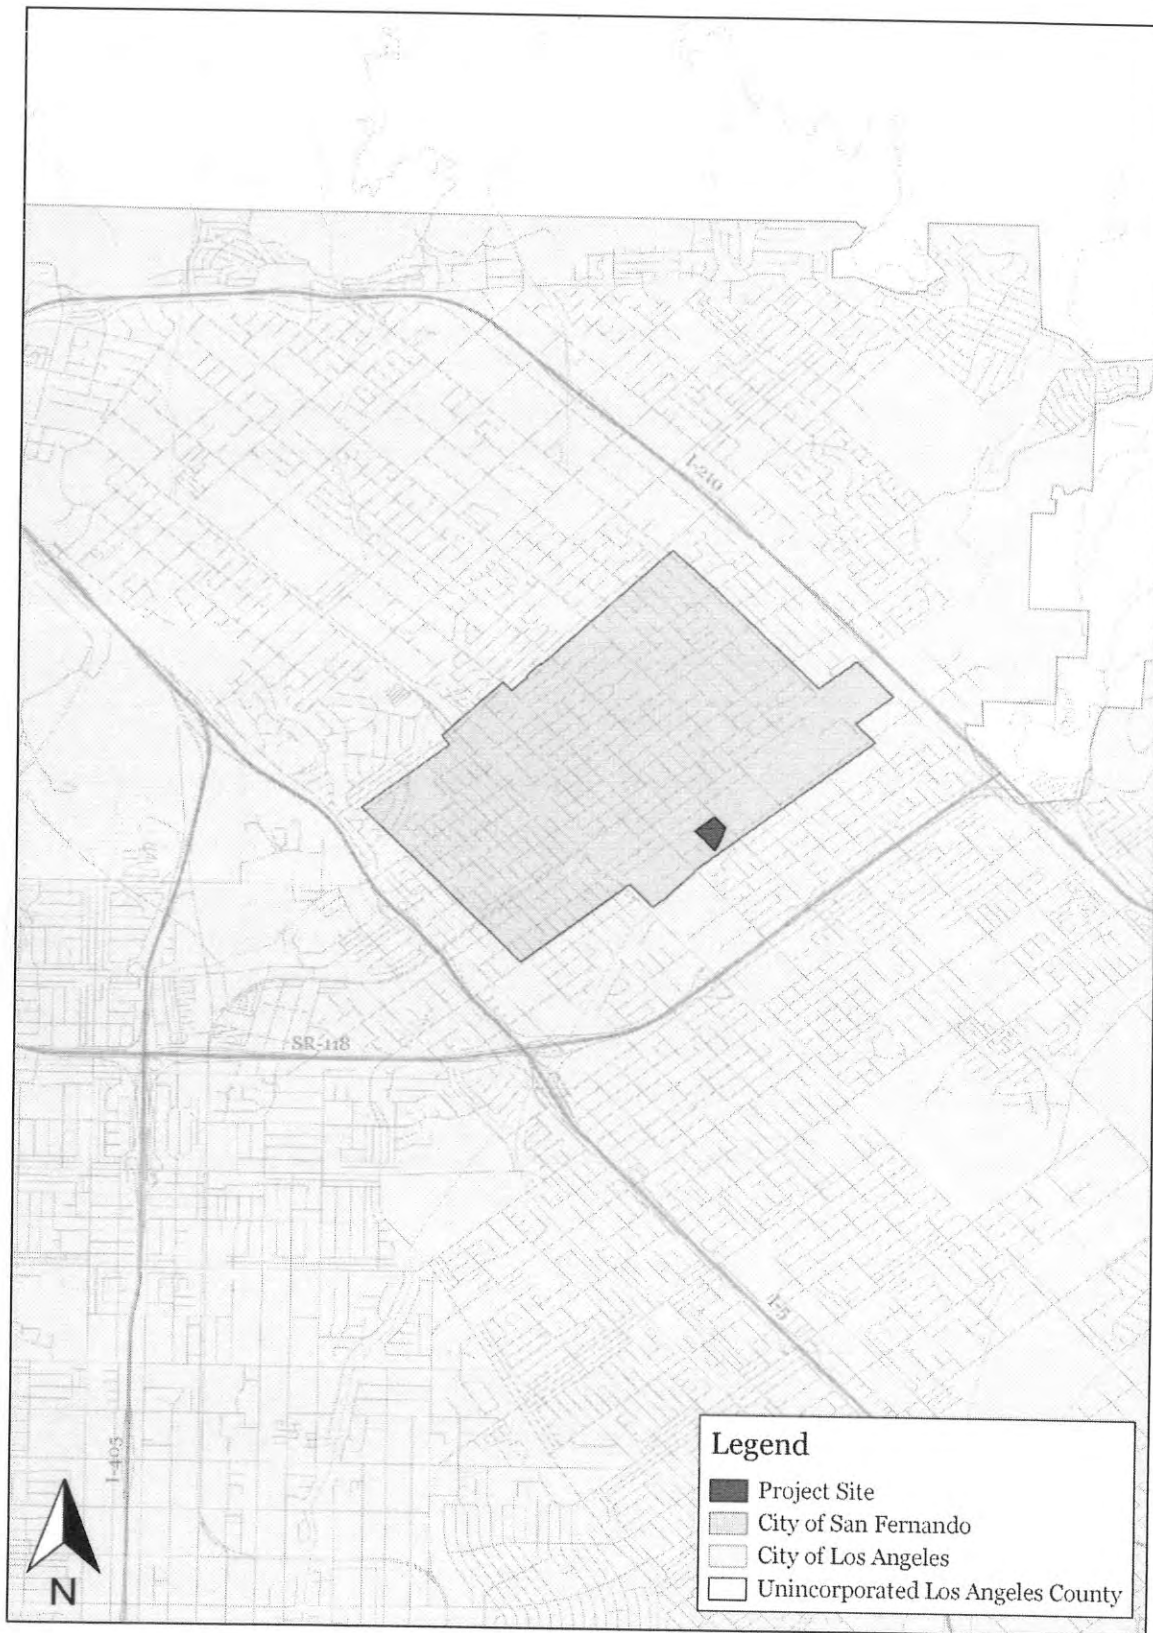 I-210
SR-118
I-5
I-405
N
Legend
Project Site
City of San Fernando
City of Los Angeles
Unincorporated Los Angeles County